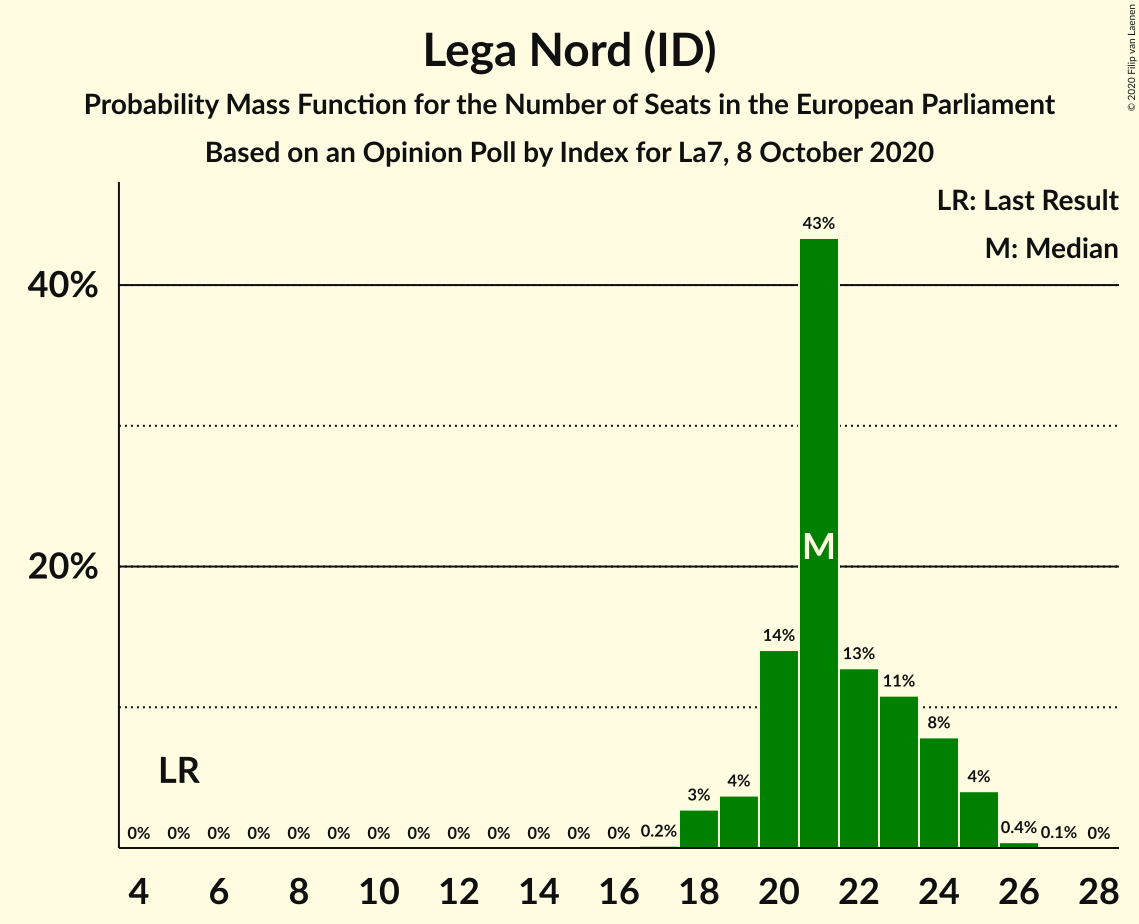 Lega Nord (ID)
Probability Mass Function for the Number of Seats in the European Parliament
Based on an Opinion Poll by Index for La7, 8 October 2020
© 2020 Filip van Laenen
LR: Last Result
M: Median
43%
40%
M
20%
14%
13%
11%
8%
LR
4%
4%
3%
0% 0% 0% 0% 0% 0% 0% 0% 0% 0% 0% 0% 0% 0.2% 0.4% 0.1% 0%
4 6 8 10 12 14 16 18 20 22 24 26 28